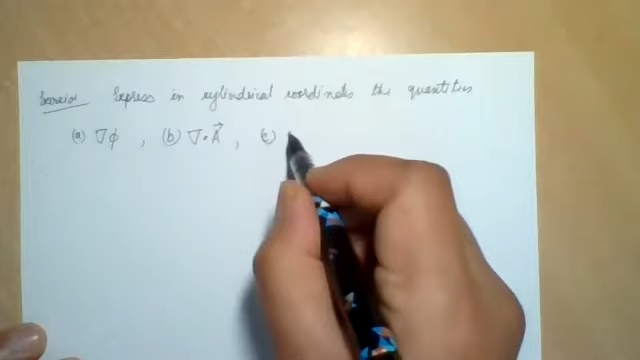 Exercise Express in cylindrical coordinates the quantities
(a) ∇ϕ , (b) ∇·A⃗ , (c)